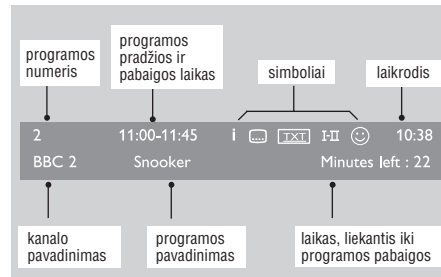 programos
numeris
programos
pradžios ir
pabaigos laikas
simboliai
laikrodis
2 11:00-11:45 i .... TXT I-II 10:38
BBC 2 Snooker Minutes left : 22
kanalo
pavadinimas
programos
pavadinimas
laikas, liekantis iki
programos pabaigos